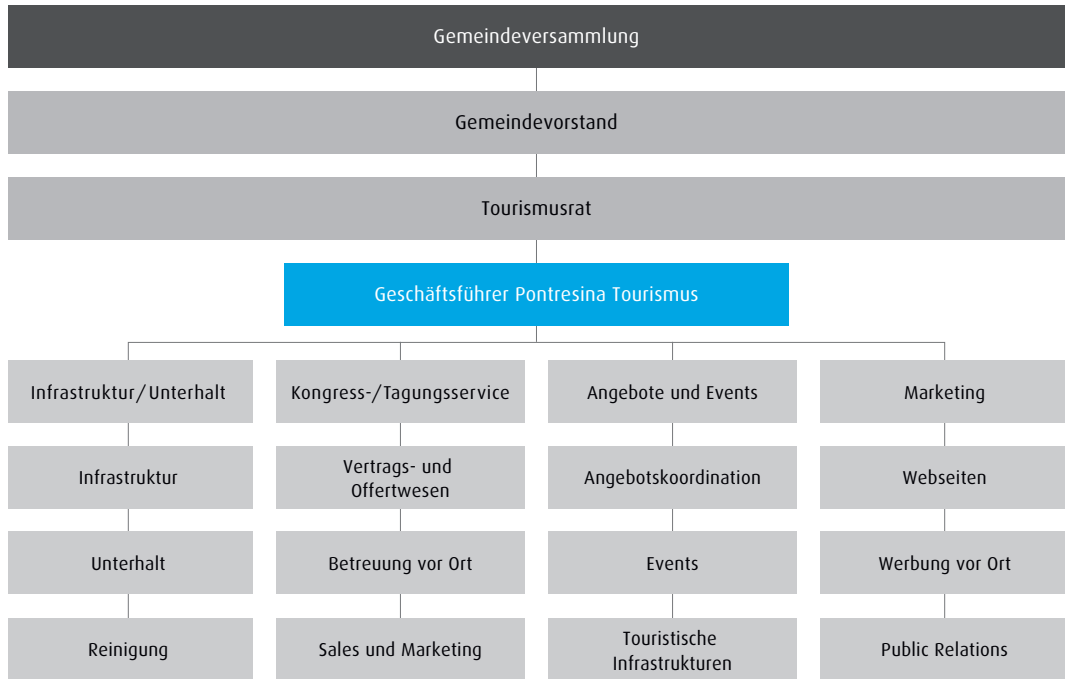 Gemeindeversammlung
Gemeindevorstand
Tourismusrat
Geschäftsführer Pontresina Tourismus
Infrastruktur/Unterhalt
Kongress-/Tagungsservice
Angebote und Events
Marketing
Infrastruktur
Vertrags- und
Offertwesen
Angebotskoordination
Webseiten
Unterhalt
Betreuung vor Ort
Events
Werbung vor Ort
Reinigung
Sales und Marketing
Touristische
Infrastrukturen
Public Relations